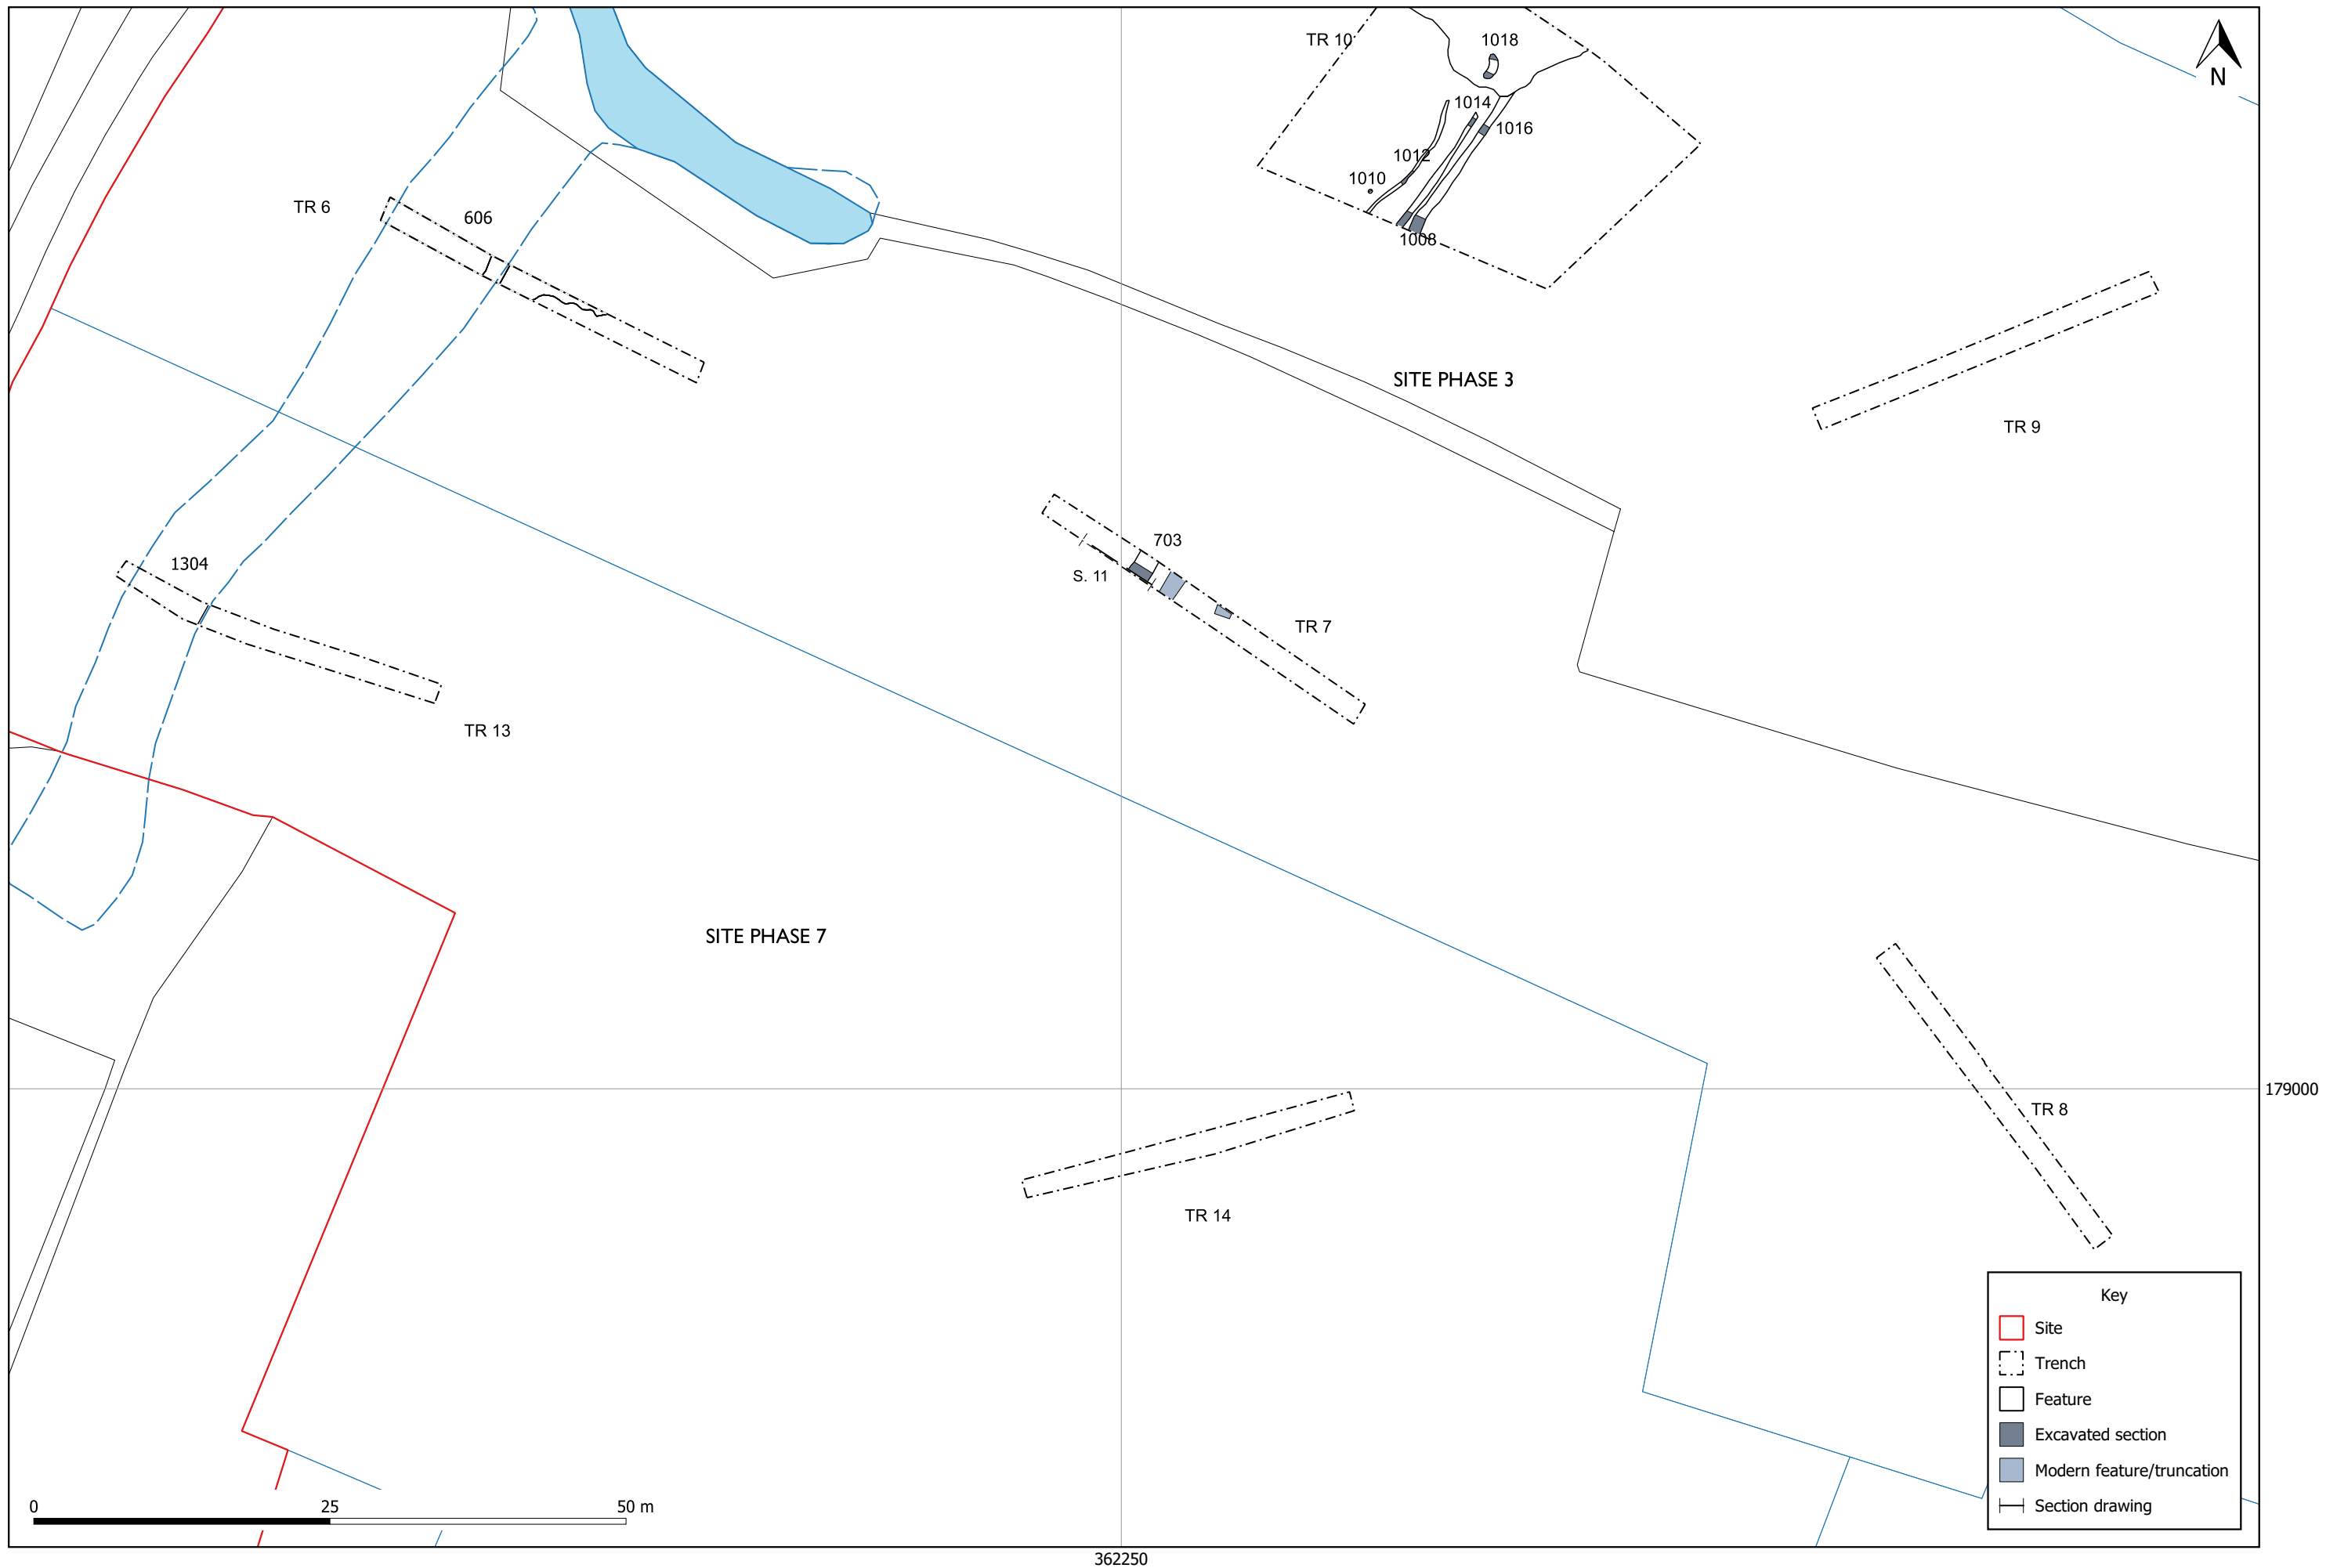 TR 10
1018
N
1014
1016
1012
1010
TR 6
606
1008
SITE PHASE 3
TR 9
703
1304
S. 11
TR 7
TR 13
SITE PHASE 7
179000
TR 8
TR 14
Key
Site
Trench
Feature
Excavated section
Modern feature/truncation
Section drawing
0 25 50 m
362250